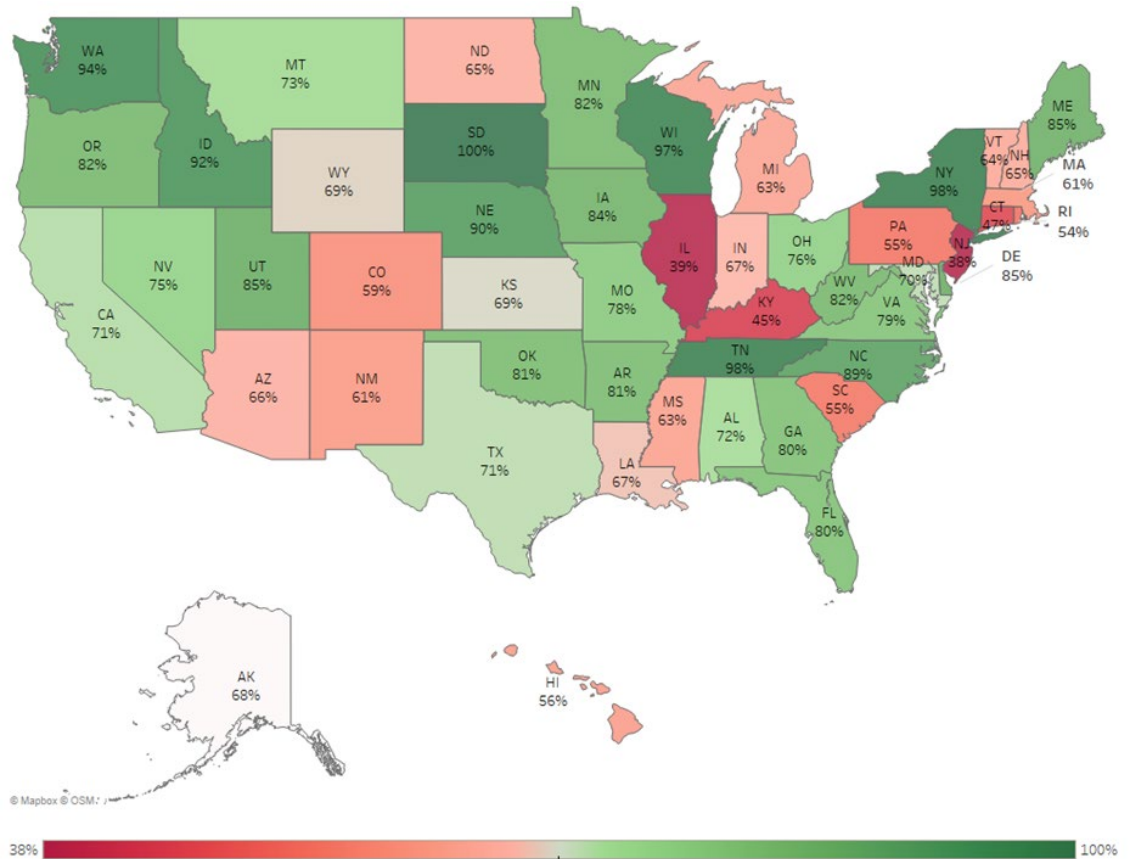 WA
94%
MT
73%
ND
65%
MN
82%
ME
85%
OR
82%
ID
92%
SD
100%
WI
97%
VT
64%
NH
65%
MA
61%
WY
69%
MI
63%
NY
98%
NE
90%
IA
84%
CT
47%
RI
54%
NV
75%
UT
85%
CO
59%
KS
69%
IL
39%
IN
67%
OH
76%
PA
55%
NJ
38%
MD
70%
DE
85%
CA
71%
MO
78%
KY
45%
WV
82%
VA
79%
AZ
66%
NM
61%
OK
81%
AR
81%
TN
98%
NC
89%
TX
71%
LA
67%
MS
63%
AL
72%
GA
80%
SC
55%
FL
80%
AK
68%
HI
56%
© Mapbox © OSM
38%
100%